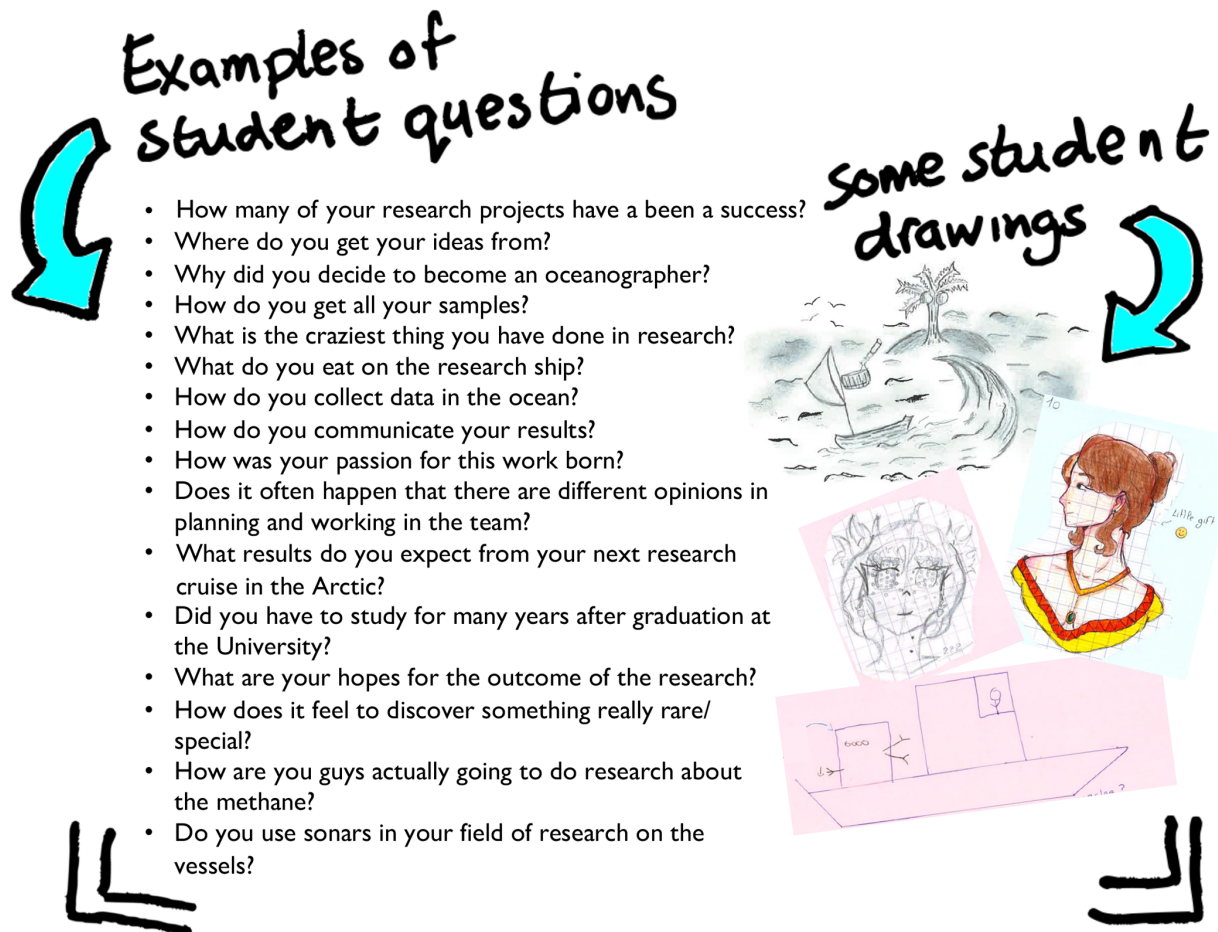 Examples of
student questions
• How many of your research projects have a been a success?
• Where do you get your ideas from?
• Why did you decide to become an oceanographer?
• How do you get all your samples?
• What is the craziest thing you have done in research?
• What do you eat on the research ship?
• How do you collect data in the ocean?
• How do you communicate your results?
• How was your passion for this work born?
• Does it often happen that there are different opinions in
planning and working in the team?
• What results do you expect from your next research
cruise in the Arctic?
• Did you have to study for many years after graduation at
the University?
• What are your hopes for the outcome of the research?
• How does it feel to discover something really rare/
special?
• How are you guys actually going to do research about
the methane?
• Do you use sonars in your field of research on the
vessels?
some student
drawings
10
Little gift